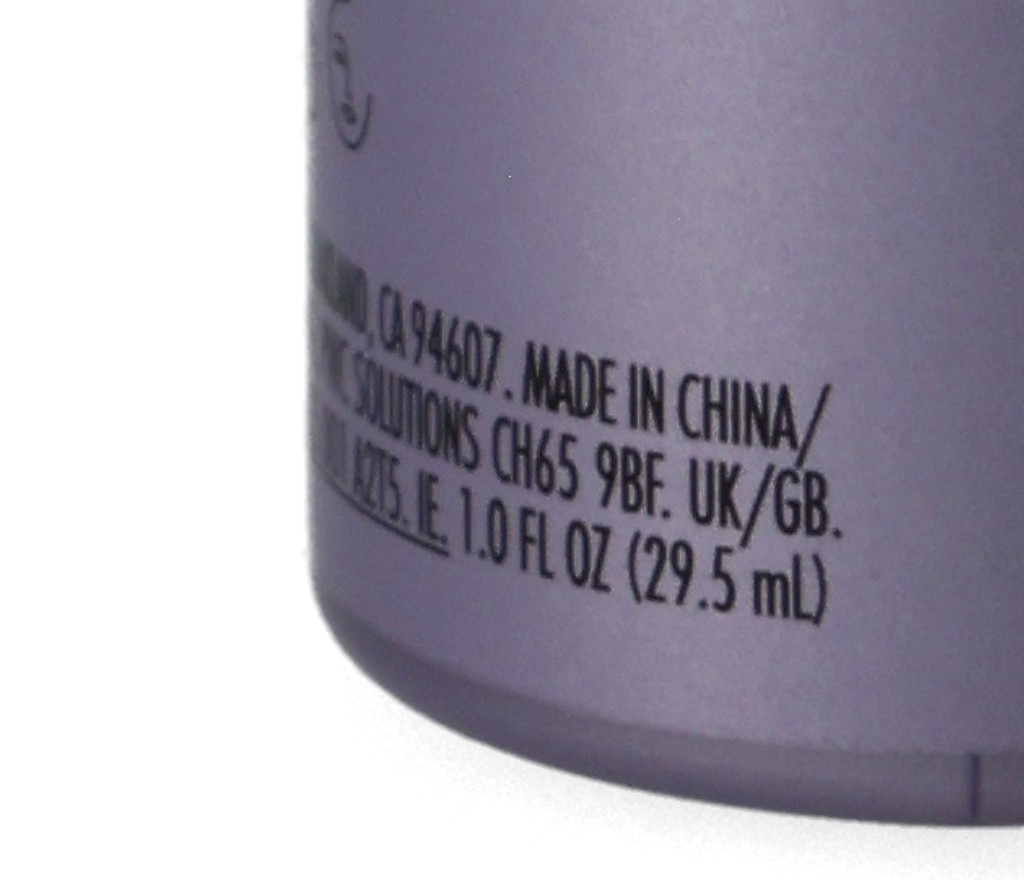 , CA 94607. MADE IN CHINA/
SOLUTIONS CH65 9BF. UK/GB.
A2T5. IE. 1.0 FL OZ (29.5 mL)